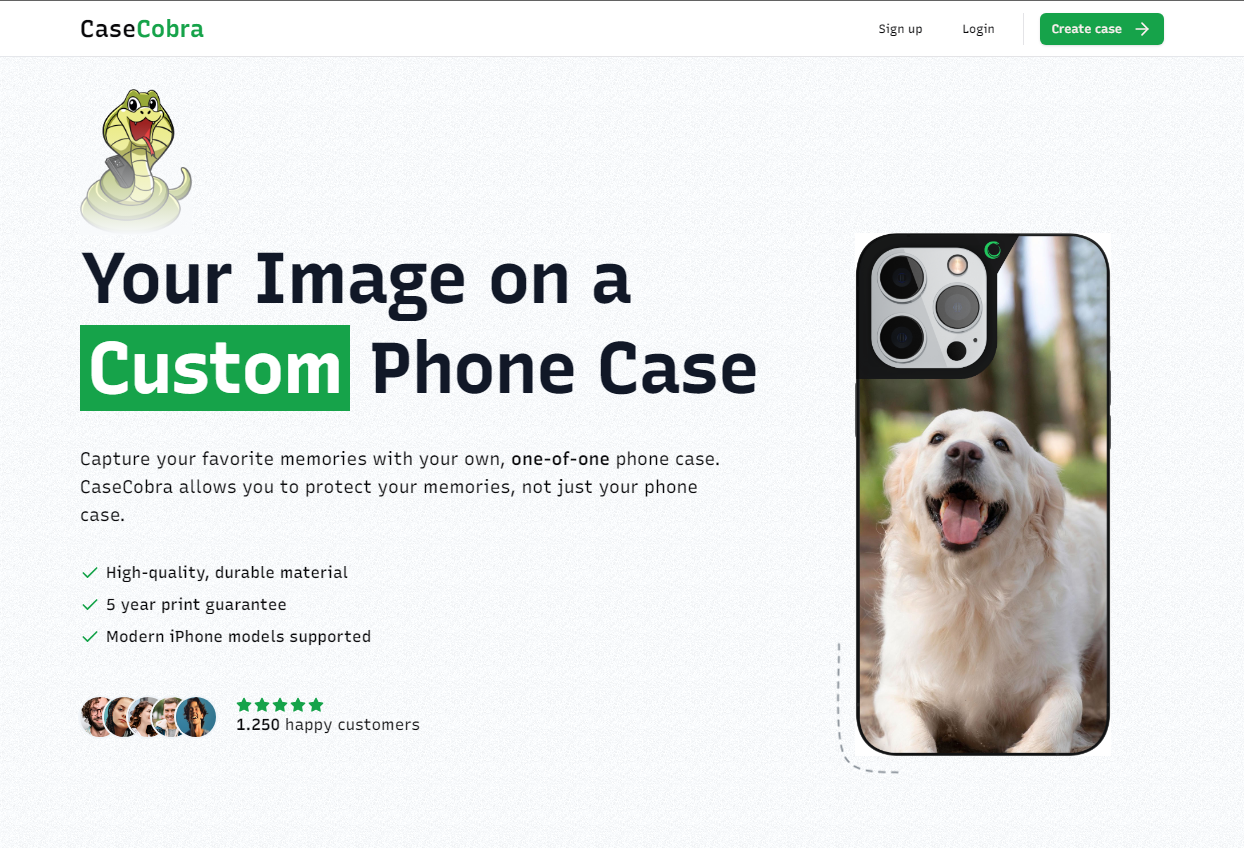 CaseCobra
Sign up
Login
Create case
Your Image on a
Custom Phone Case
Capture your favorite memories with your own, one-of-one phone case.
CaseCobra allows you to protect your memories, not just your phone
case.
High-quality, durable material
5 year print guarantee
Modern iPhone models supported
1.250 happy customers